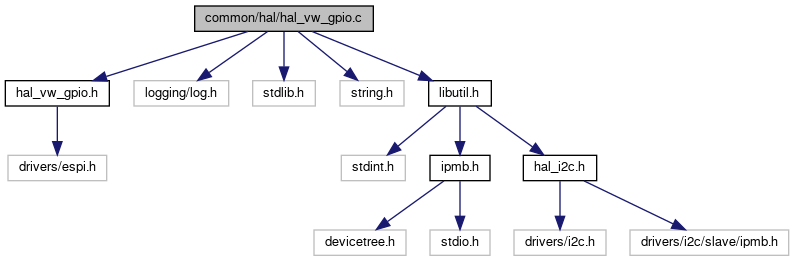 common/hal/hal_vw_gpio.c
hal_vw_gpio.h
logging/log.h
stdlib.h
string.h
libutil.h
drivers/espi.h
stdint.h
ipmb.h
hal_i2c.h
devicetree.h
stdio.h
drivers/i2c.h
drivers/i2c/slave/ipmb.h